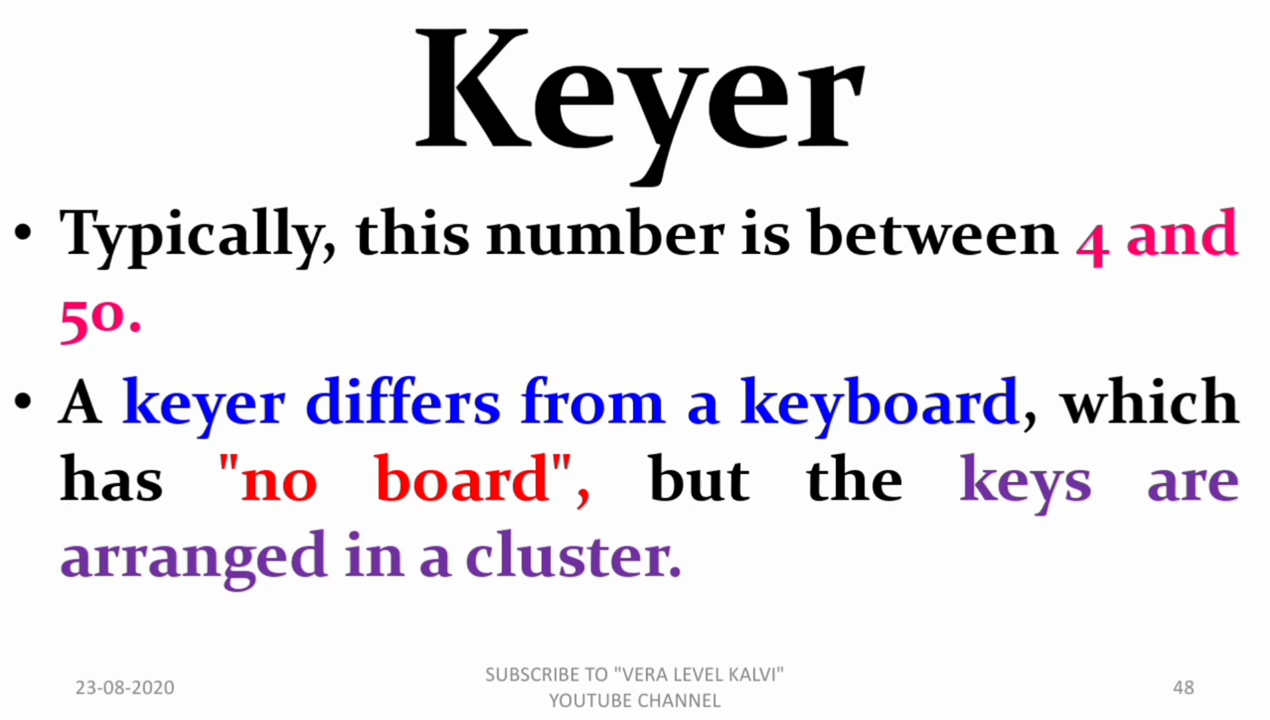 Keyer
• Typically, this number is between 4 and
50.
• A keyer differs from a keyboard, which
has "no board", but the keys are
arranged in a cluster.
23-08-2020
SUBSCRIBE TO "VERA LEVEL KALVI"
YOUTUBE CHANNEL
48